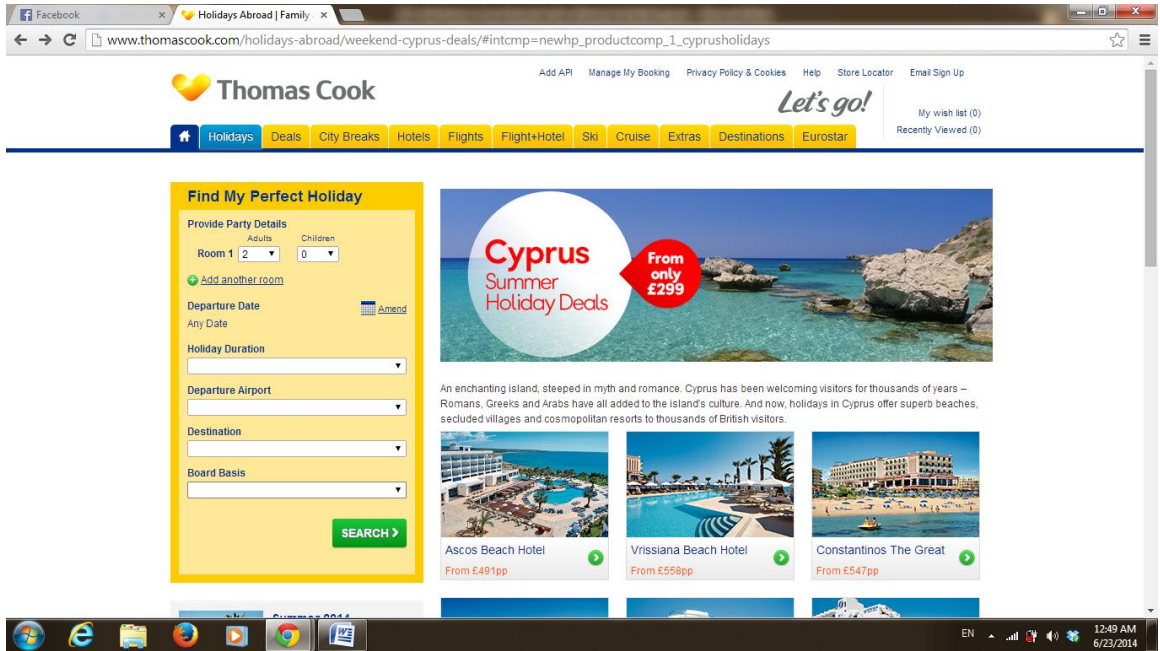 Facebook
Holidays Abroad | Family
www.thomascook.com/holidays-abroad/weekend-cyprus-deals/#intcmp=newhp_productcomp_1_cyprusholidays
Add API Manage My Booking Privacy Policy & Cookies Help Store Locator Email Sign Up
Thomas Cook
Let's go!
My wish list (0)
Recently Viewed (0)
Holidays Deals City Breaks Hotels Flights Flight+Hotel Ski Cruise Extras Destinations Eurostar
Find My Perfect Holiday
Provide Party Details
Adults Children
Room 1 2 0
Add another room
Departure Date Amend
Any Date
Holiday Duration
Departure Airport
Destination
Board Basis
SEARCH
Cyprus
Summer
Holiday Deals
From
only
£299
An enchanting island, steeped in myth and romance. Cyprus has been welcoming visitors for thousands of years –
Romans, Greeks and Arabs have all added to the island's culture. And now, holidays in Cyprus offer superb beaches,
secluded villages and cosmopolitan resorts to thousands of British visitors.
Ascos Beach Hotel
From £491pp
Vrissiana Beach Hotel
From £558pp
Constantinos The Great
From £547pp
Summer 2014
EN
12:49 AM
6/23/2014